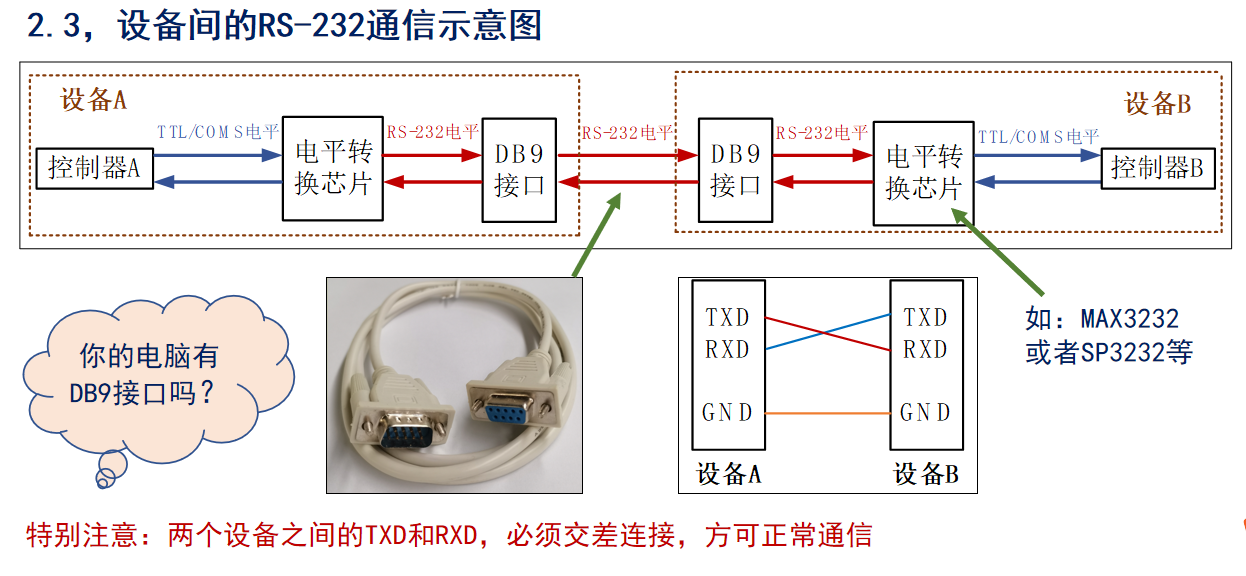 2.3，设备间的RS-232通信示意图
设备A
设备B
TTL/COMS电平
RS-232电平
RS-232电平
RS-232电平
TTL/COMS电平
控制器A
电平转
换芯片
DB9
接口
DB9
接口
电平转
换芯片
控制器B
你的电脑有
DB9接口吗？
TXD
RXD
GND
设备A
TXD
RXD
GND
设备B
如：MAX3232
或者SP3232等
特别注意：两个设备之间的TXD和RXD，必须交差连接，方可正常通信